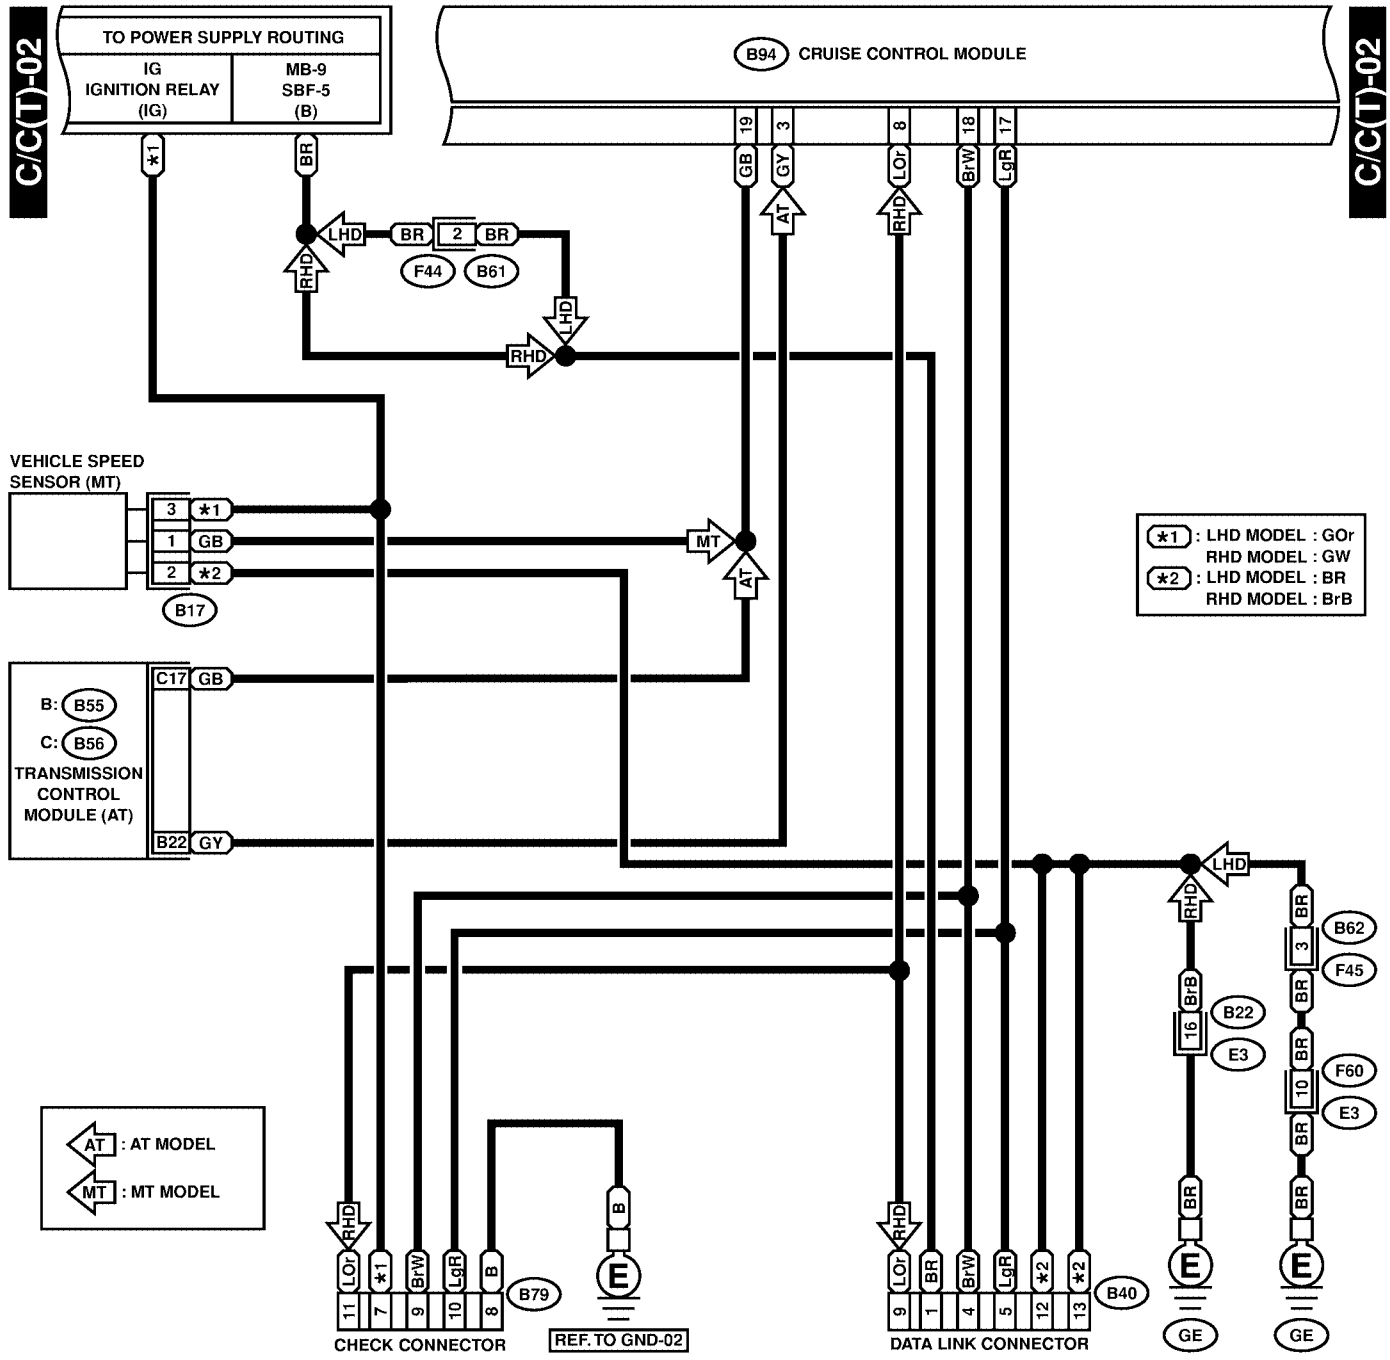 C/C(T)-02
TO POWER SUPPLY ROUTING
IG
IGNITION RELAY
(IG)
MB-9
SBF-5
(B)
B94 CRUISE CONTROL MODULE
C/C(T)-02
19 3 8 18 17
*1 BR GB GY LOr BrW LgR
AT RHD
LHD BR 2 BR
RHD F44 B61
LHD
RHD
VEHICLE SPEED
SENSOR (MT)
3 *1
1 GB MT
2 *2 AT
B17
*1 : LHD MODEL : GOr
RHD MODEL : GW
*2 : LHD MODEL : BR
RHD MODEL : BrB
C17 GB
B: B55
C: B56
TRANSMISSION
CONTROL
MODULE (AT)
B22 GY
LHD
RHD BR
B62
3
F45
BrB BR
B22
16
E3
BR
F60
10
E3
BR
AT : AT MODEL
MT : MT MODEL
B BR BR
RHD RHD
E E E
LOr *1 BrW LgR B
11 7 9 10 8
B79
CHECK CONNECTOR
REF. TO GND-02
LOr BR BrW LgR *2 *2
9 1 4 5 12 13
B40
DATA LINK CONNECTOR
GE GE